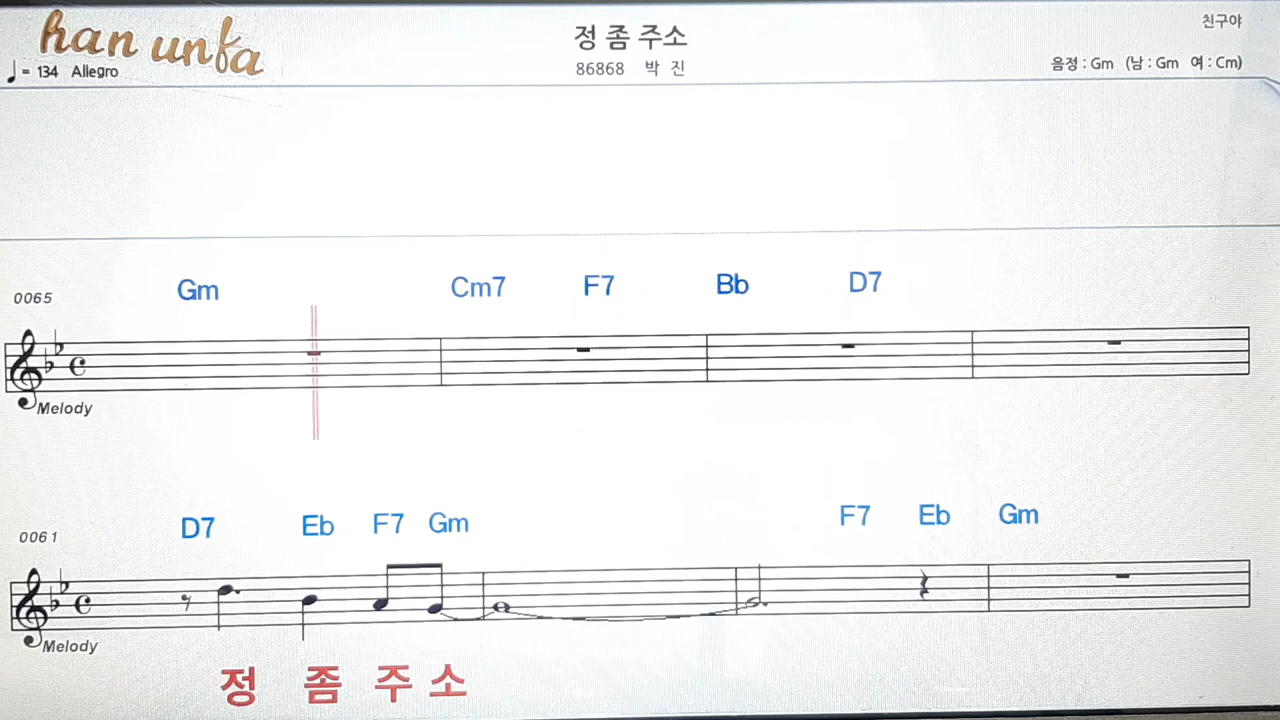 han unfa
정 좀 주소
친구야
♩= 134 Allegro
86868 박 진
음정 : Gm (남 : Gm 여 : Cm)
Gm Cm7 F7 Bb D7
0065
Melody
D7 Eb F7 Gm F7 Eb Gm
0061
Melody
정 좀 주 소